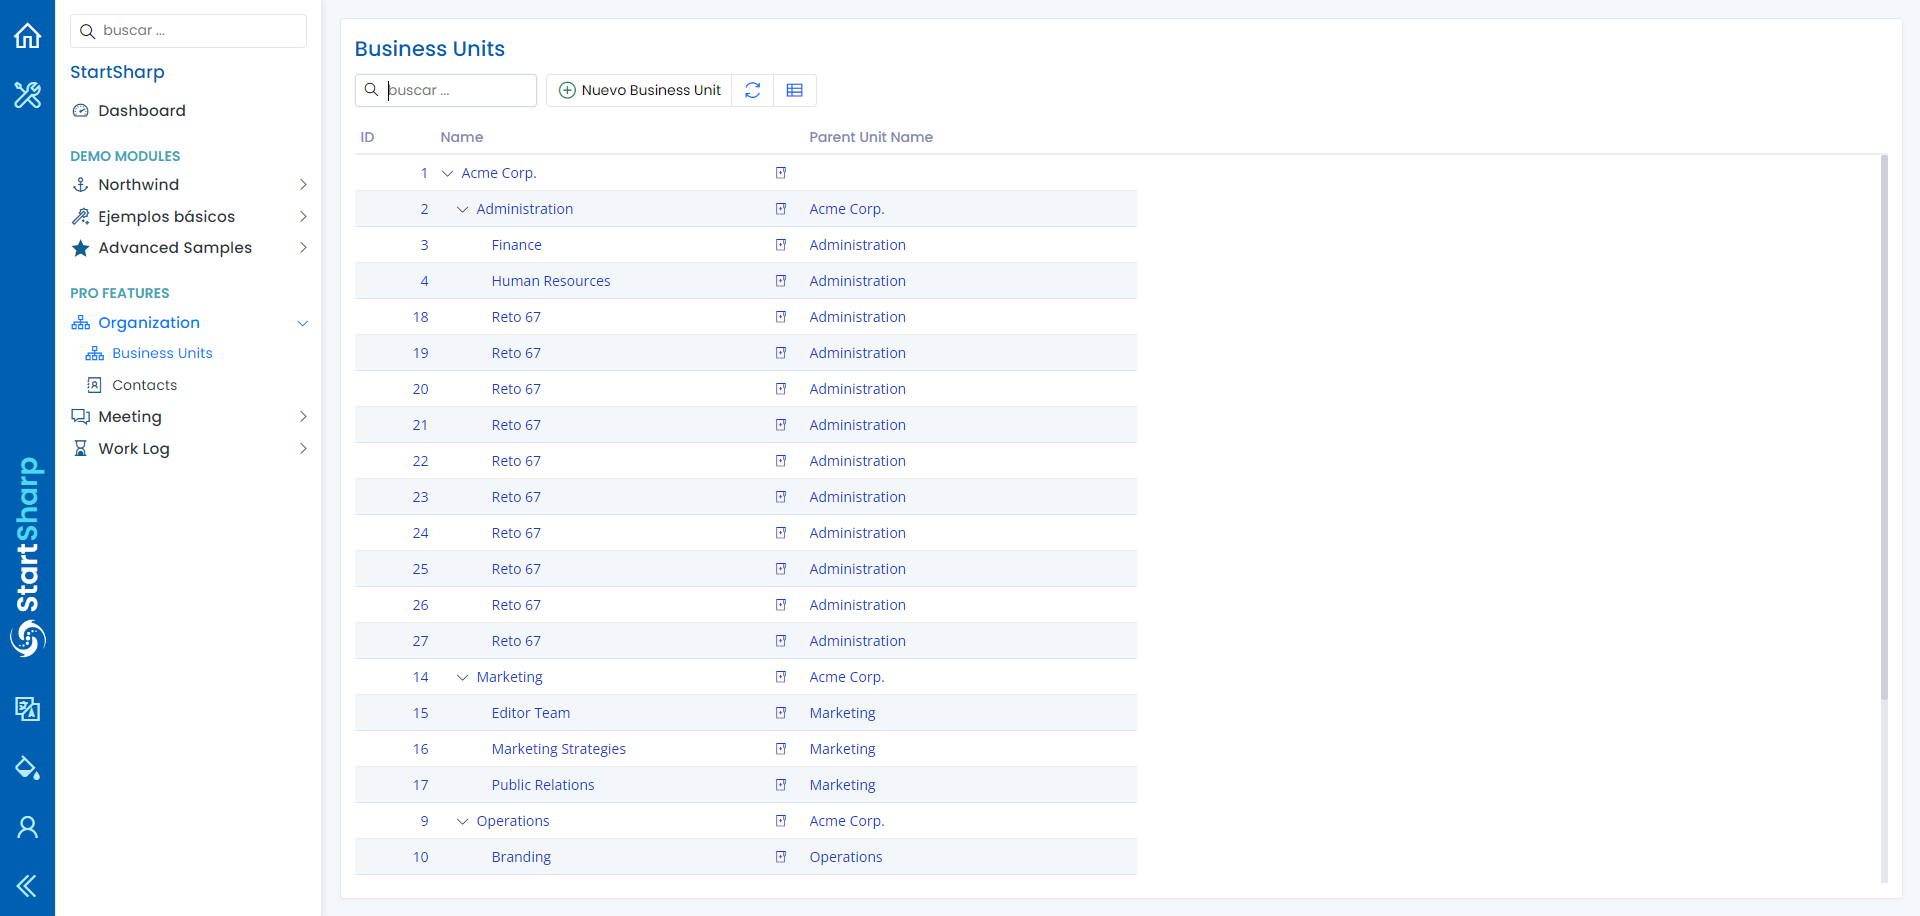 buscar ...
StartSharp
Dashboard
DEMO MODULES
Northwind
Ejemplos básicos
Advanced Samples
PRO FEATURES
Organization
Business Units
Contacts
Meeting
Work Log
StartSharp
Business Units
buscar ...
Nuevo Business Unit
ID Name Parent Unit Name
1 Acme Corp.
2 Administration Acme Corp.
3 Finance Administration
4 Human Resources Administration
18 Reto 67 Administration
19 Reto 67 Administration
20 Reto 67 Administration
21 Reto 67 Administration
22 Reto 67 Administration
23 Reto 67 Administration
24 Reto 67 Administration
25 Reto 67 Administration
26 Reto 67 Administration
27 Reto 67 Administration
14 Marketing Acme Corp.
15 Editor Team Marketing
16 Marketing Strategies Marketing
17 Public Relations Marketing
9 Operations Acme Corp.
10 Branding Operations